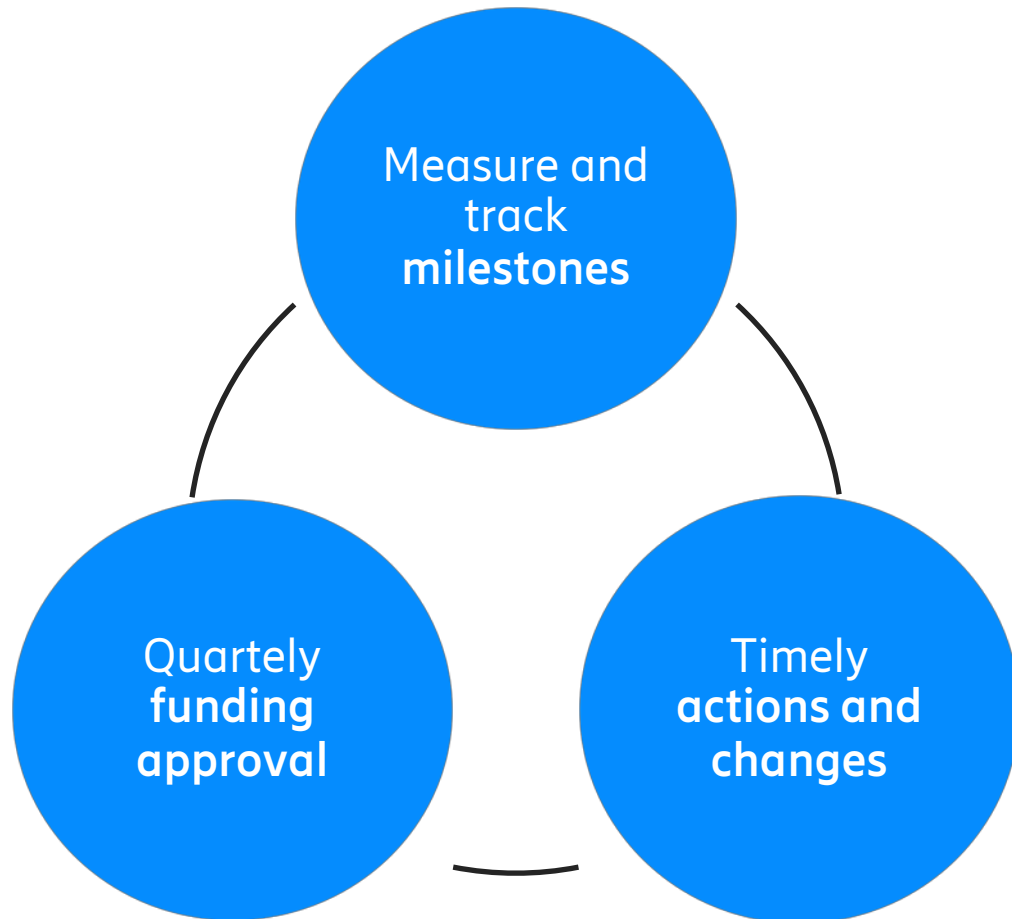 Measure and
track
milestones
Quartely
funding
approval
Timely
actions and
changes